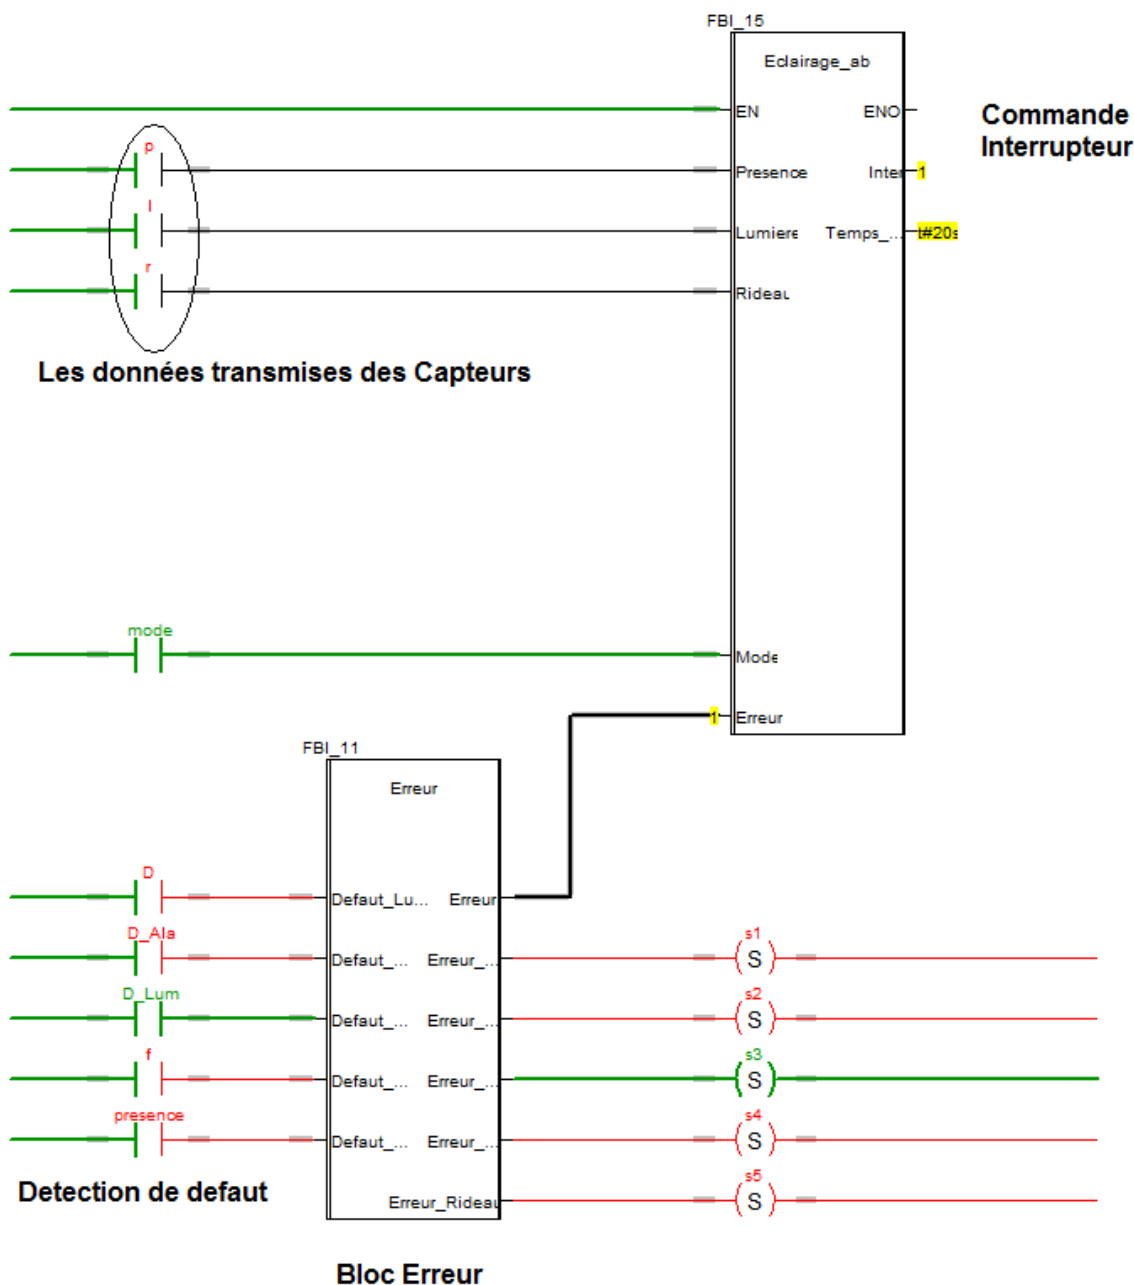 FBI_15
Eclairage_ab
EN ENO
Commande
Interrupteur
p
Presence Inter 1
l
Lumiere Temps_... t#20s
r
Rideau
Les données transmises des Capteurs
mode
Mode
1 Erreur
FBI_11
Erreur
D
Defaut_Lu... Erreur
D_Ala s1
Defaut_... Erreur_... S
D_Lum s2
Defaut_... Erreur_... S
f s3
Defaut_... Erreur_... S
presence s4
Defaut_... Erreur_... S
s5
Detection de defaut
Erreur_Rideau S
Bloc Erreur